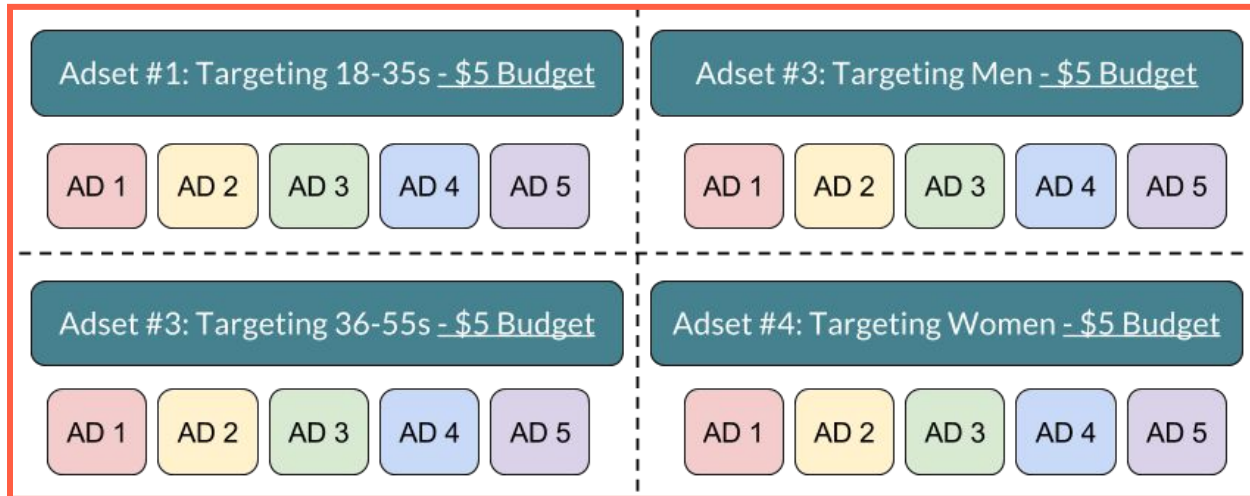 Adset #1: Targeting 18-35s - $5 Budget
AD 1 AD 2 AD 3 AD 4 AD 5
Adset #3: Targeting Men - $5 Budget
AD 1 AD 2 AD 3 AD 4 AD 5
Adset #3: Targeting 36-55s - $5 Budget
AD 1 AD 2 AD 3 AD 4 AD 5
Adset #4: Targeting Women - $5 Budget
AD 1 AD 2 AD 3 AD 4 AD 5